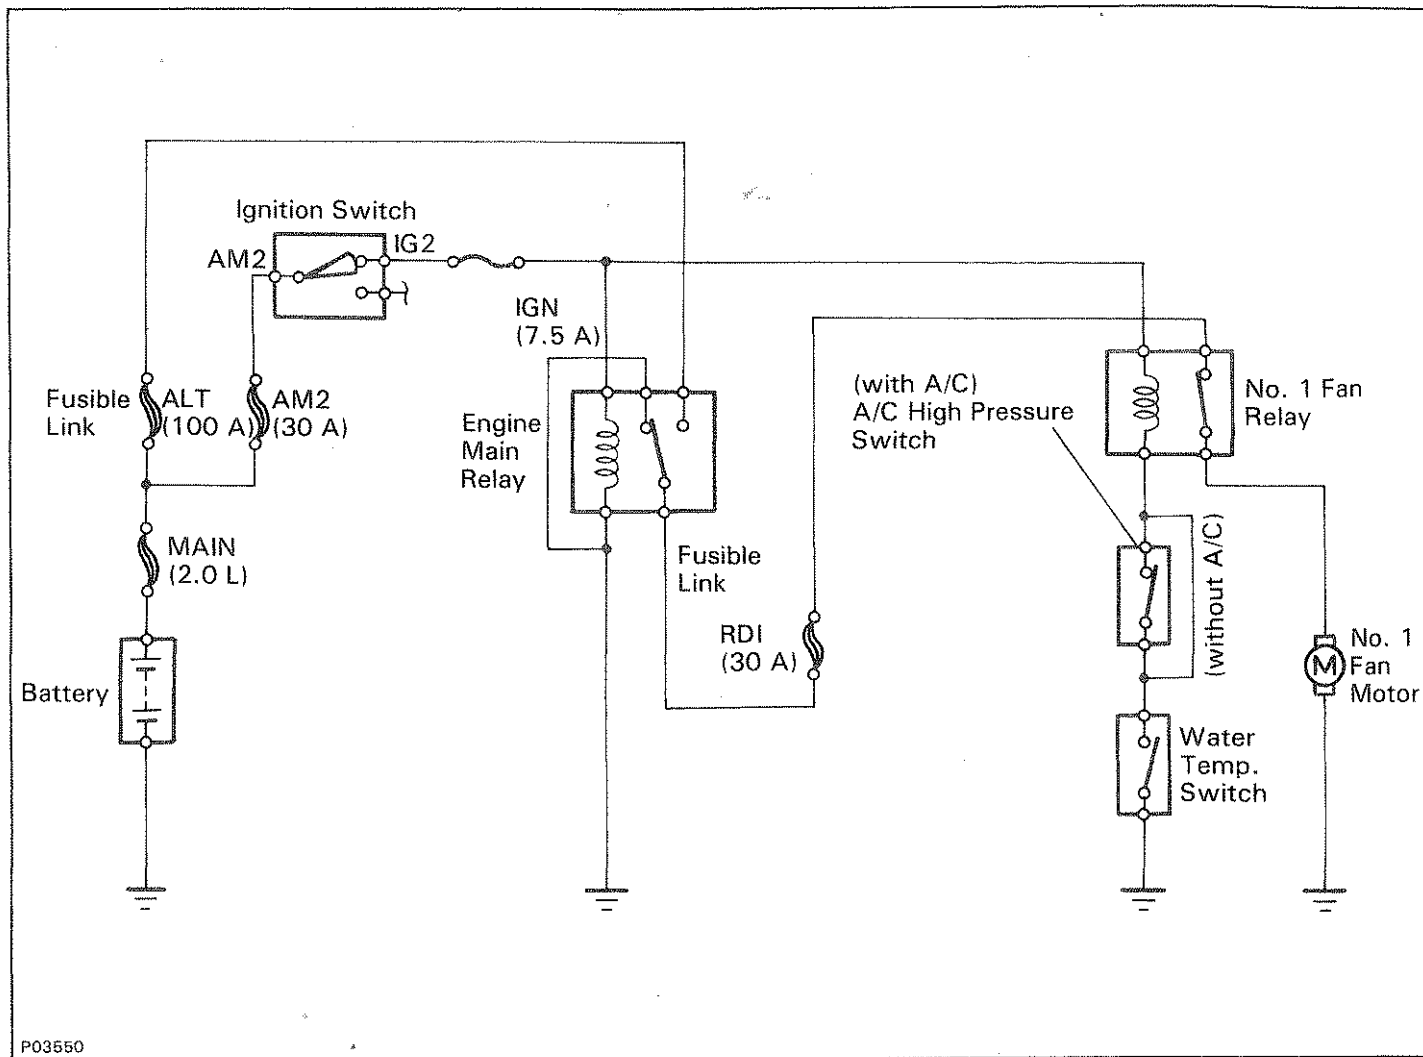 Ignition Switch
AM2
IG2
IGN
(7.5 A)
Fusible
Link
ALT
(100 A)
AM2
(30 A)
Engine
Main
Relay
(with A/C)
A/C High Pressure
Switch
No. 1 Fan
Relay
MAIN
(2.0 L)
Fusible
Link
RDI
(30 A)
(without A/C)
Battery
No. 1
Fan
Motor
M
Water
Temp.
Switch
P03550